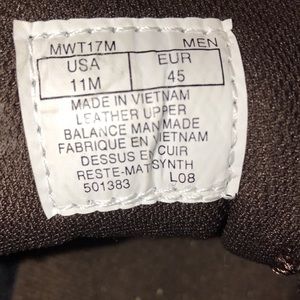 MWT17M MEN
USA EUR
11M 45
MADE IN VIETNAM
LEATHER UPPER
BALANCE MAN MADE
FABRIQUE EN VIETNAM
DESSUS EN CUIR
RESTE-MATSYNTH
501383 L08